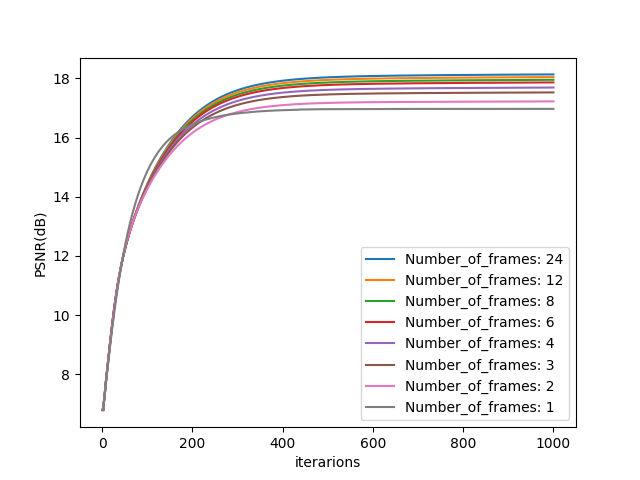 18
16
14
12
10
8
PSNR(dB)
Number_of_frames: 24
Number_of_frames: 12
Number_of_frames: 8
Number_of_frames: 6
Number_of_frames: 4
Number_of_frames: 3
Number_of_frames: 2
Number_of_frames: 1
0 200 400 600 800 1000
iterarions